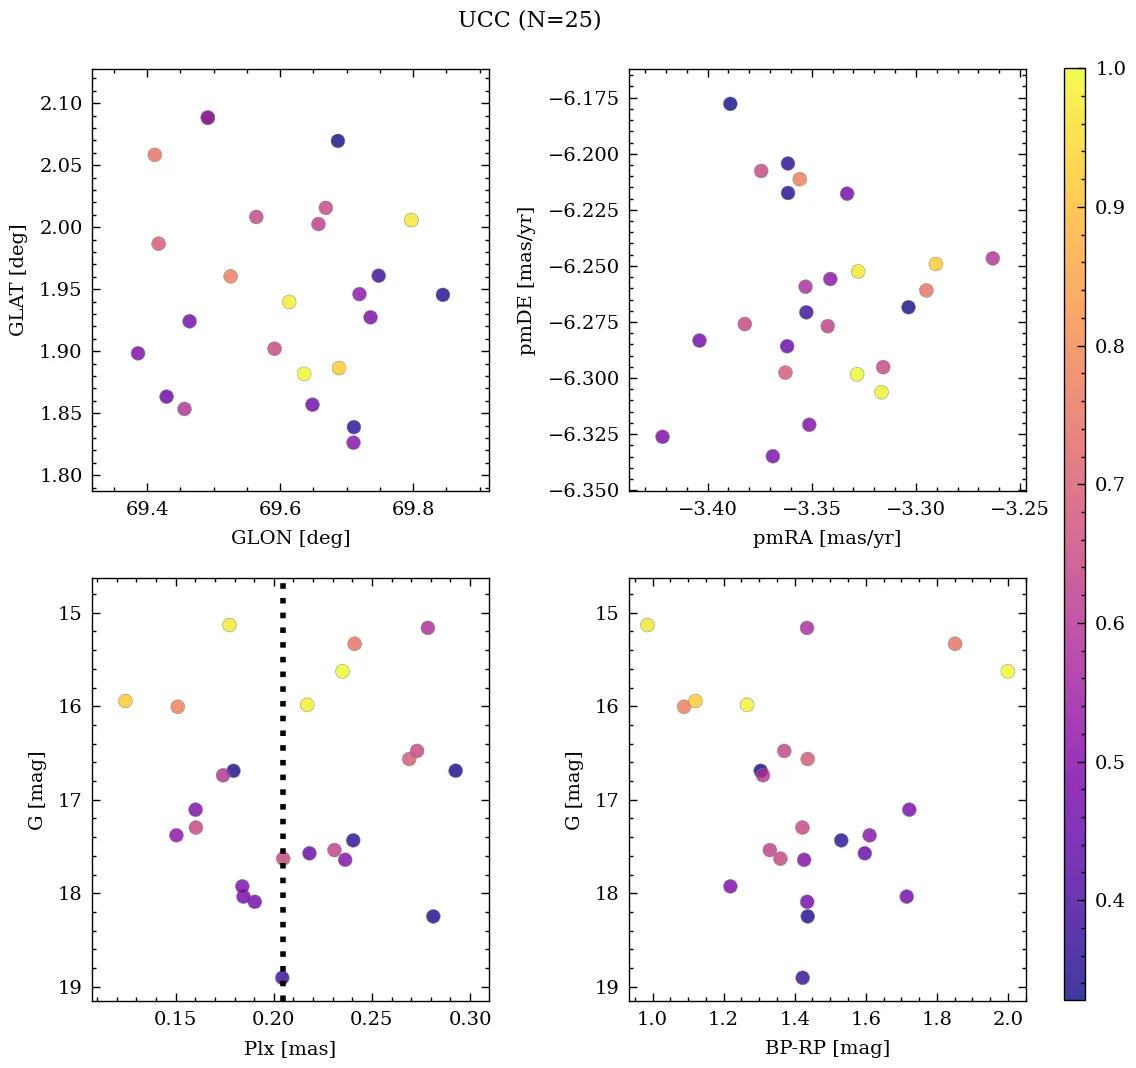 UCC (N=25)
2.10
2.05
2.00
1.95
1.90
1.85
1.80
GLAT [deg]
69.4 69.6 69.8
GLON [deg]
−6.175
−6.200
−6.225
−6.250
−6.275
−6.300
−6.325
−6.350
pmDE [mas/yr]
−3.40 −3.35 −3.30 −3.25
pmRA [mas/yr]
15
16
17
18
19
G [mag]
0.15 0.20 0.25 0.30
Plx [mas]
15
16
17
18
19
G [mag]
1.0 1.2 1.4 1.6 1.8 2.0
BP-RP [mag]
1.0
0.9
0.8
0.7
0.6
0.5
0.4